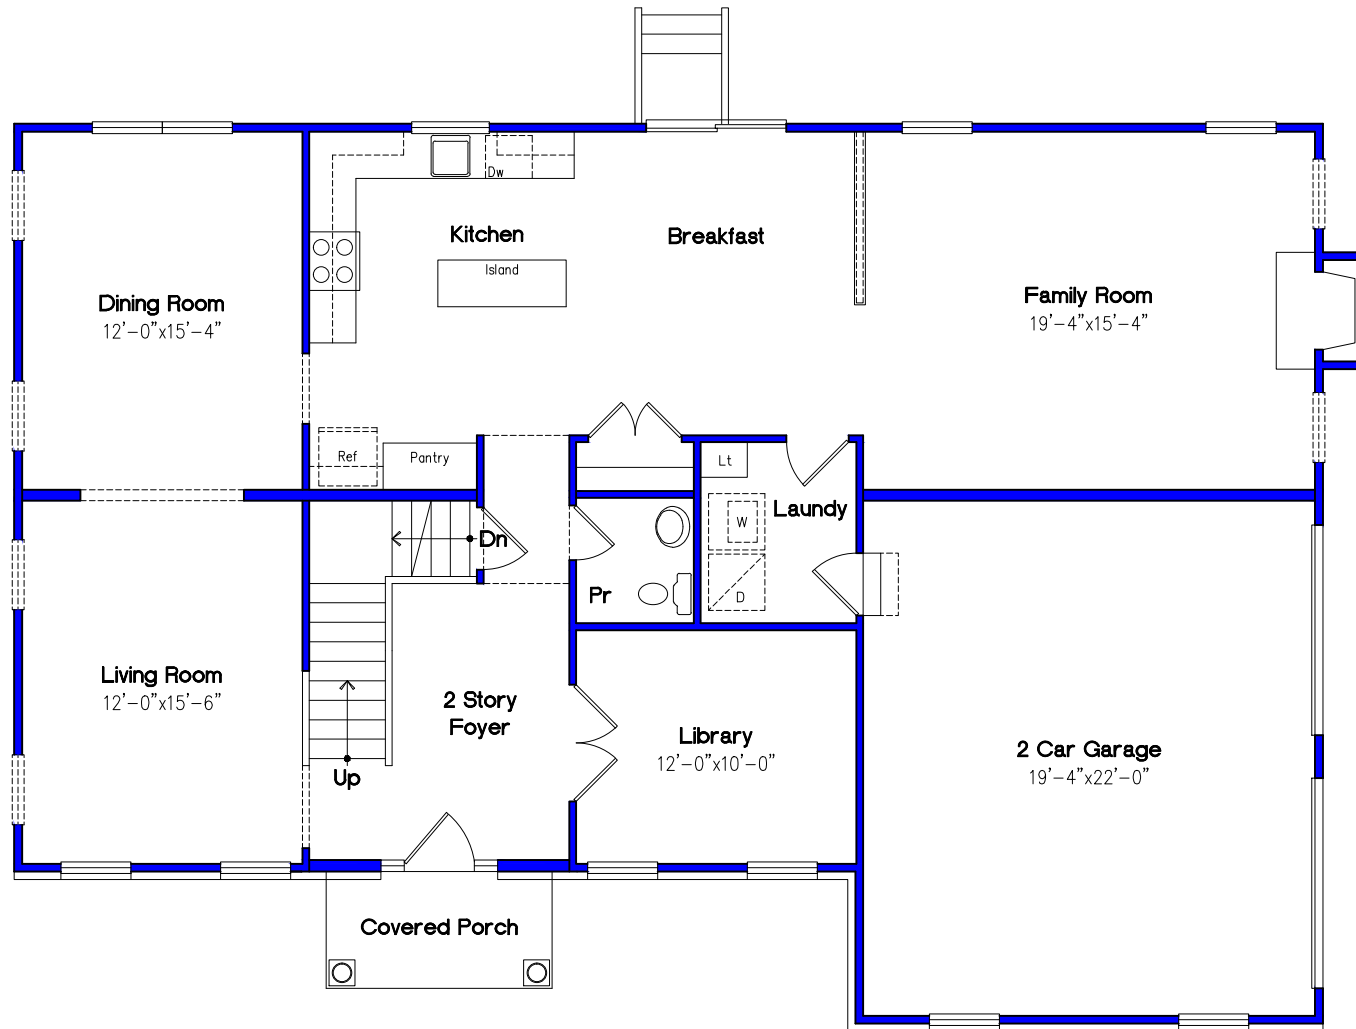 Dw
Kitchen
Breakfast
Island
Dining Room
12'-0"x15'-4"
Family Room
19'-4"x15'-4"
Ref
Pantry
Lt
Laundy
W
Dn
D
Pr
Living Room
12'-0"x15'-6"
2 Story
Foyer
Library
12'-0"x10'-0"
2 Car Garage
19'-4"x22'-0"
Up
Covered Porch